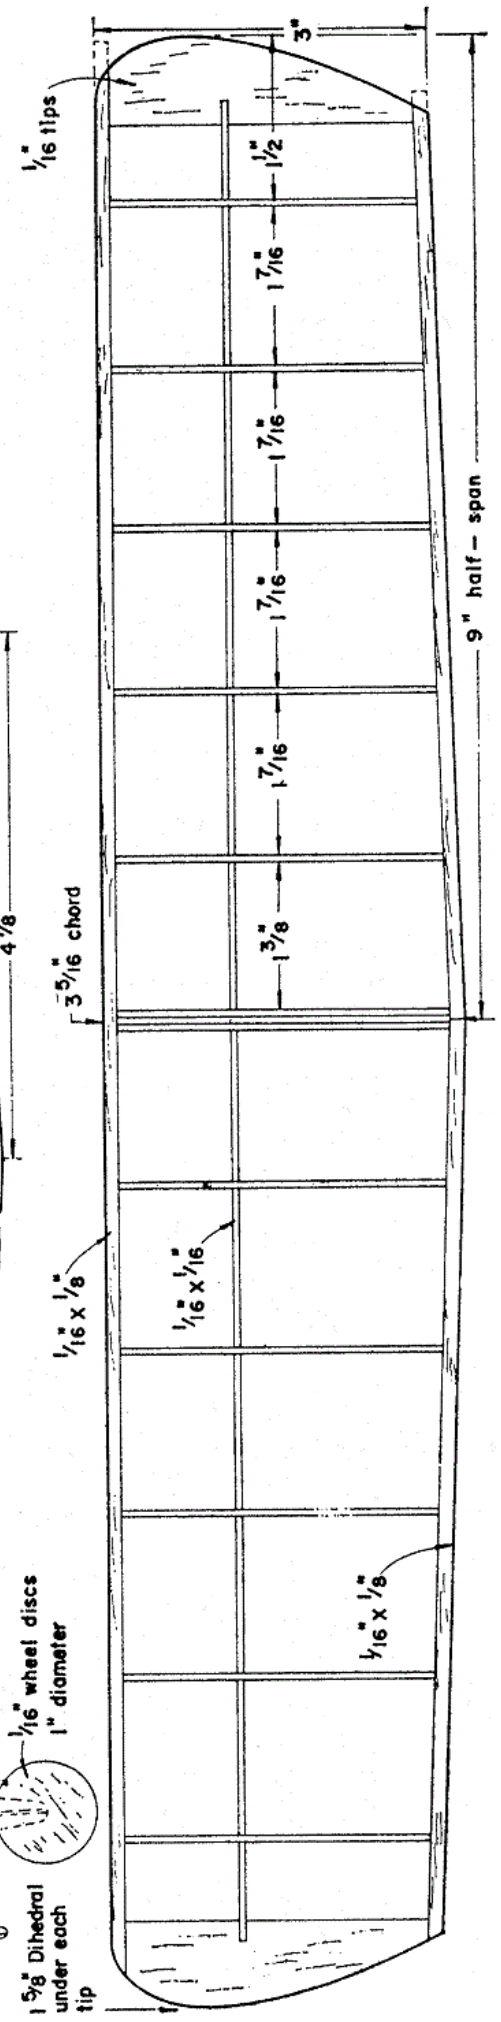 3"
1/16" tips
1 1/2"
1 7/16"
1 7/16"
1 7/16"
1 7/16"
1 3/8"
9" half-span
4 7/8
3 5/16" chord
1/16" x 1/8"
1/16" x 1/16"
1/16" x 1/8"
1/16" wheel discs
1" diameter
1 5/8" Dihedral
under each
tip